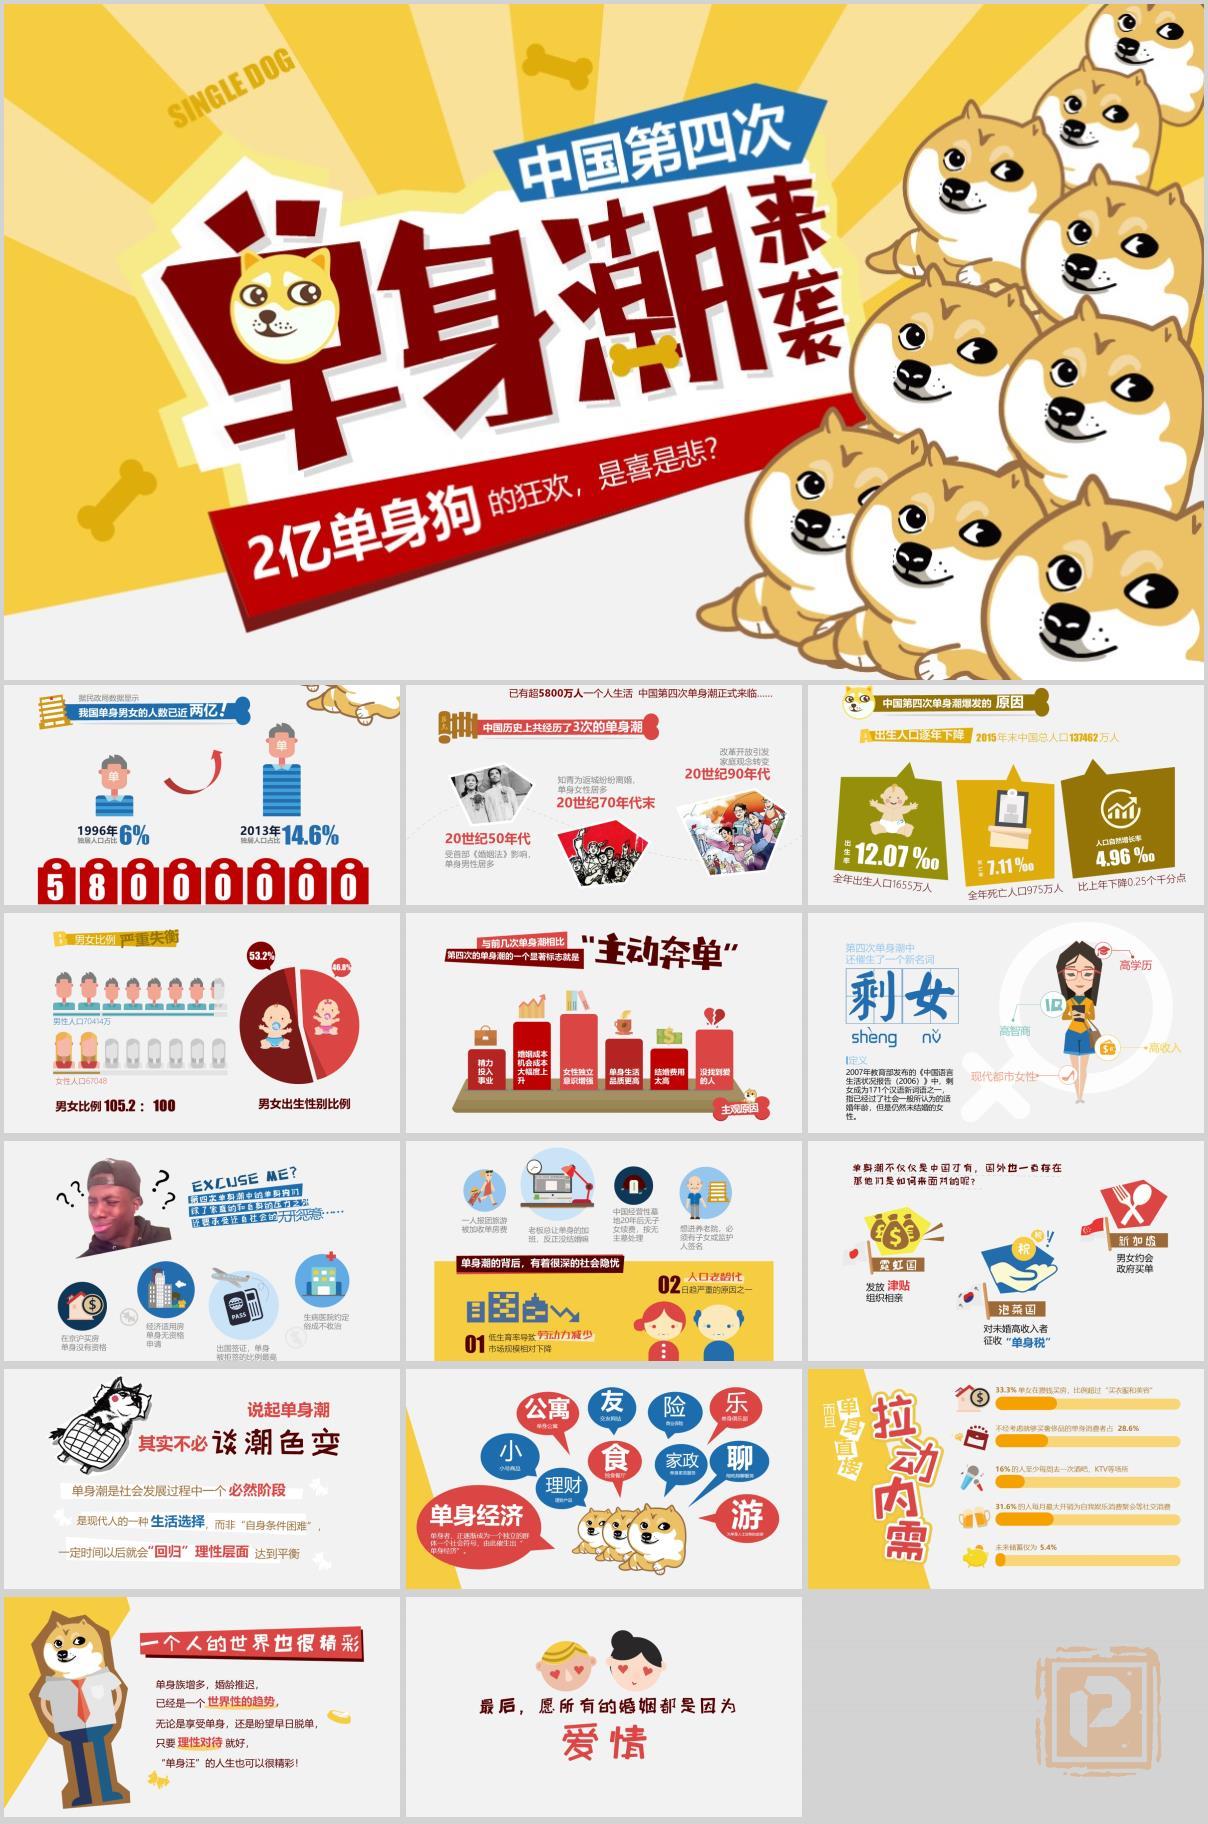 SINGLE DOG
中国第四次
单身潮
来袭
2亿单身狗的狂欢，是喜是悲？
据民政局数据显示
我国单身男女的人数已近两亿！
单
单
1996年
独居人口占比
6%
2013年
独居人口占比
14.6%
5 8 0 0 0 0 0 0
已有超5800万人一个人生活 中国第四次单身潮正式来临……
中国历史上共经历了3次的单身潮
改革开放引发
家庭观念转变
20世纪90年代
知青为返城纷纷离婚，
单身女性居多
20世纪70年代末
20世纪50年代
受首部《婚姻法》影响，
单身男性居多
中国第四次单身潮爆发的 原因
A 出生人口逐年下降 2015年末中国总人口137462万人
出生率
12.07‰
7.11‰
人口自然增长率
4.96‰
全年出生人口1655万人
全年死亡人口975万人
比上年下降0.25个千分点
B 男女比例 严重失衡
男性人口70414万
女性人口67048
男女比例 105.2：100
53.2%
46.8%
男女出生性别比例
与前几次单身潮相比
第四次的单身潮的一个显著标志就是
“主动奔单”
精力
投入
事业
婚姻成本
机会成本
大幅度上
升
女性独立
意识增强
单身生活
品质更高
结婚费用
太高
没找到爱
的人
主观原因
第四次单身潮中
还催生了一个新名词
剩女
shèng nǚ
定义
2007年教育部发布的《中国语言
生活状况报告（2006）》中，剩
女成为171个汉语新词语之一，
指已经过了社会一般所认为的适
婚年龄，但是仍然未结婚的女
性。
高学历
IQ
高智商
高收入
现代都市女性
EXCUSE ME？
第四次单身潮中的单身狗们
除了家庭的和自身的压力之外
还要承受还自社会的无形恶意……
在京沪买房
单身没有资格
经济适用房
单身无资格
申请
PASS
出国签证，单身
被拒签的比例最高
生病医院约定
俗成不收治
一人报团旅游
被加收单房费
老板总让单身的加
班，反正没结婚嘛
中国经营性墓
地20年后无子
女续费，按无
主墓处理
想进养老院，必
须有子女或监护
人签名
单身潮的背后，有着很深的社会隐忧
01 低生育率导致 劳动力减少
市场规模相对下降
02 人口老龄化
日趋严重的原因之一
单身潮不仅仅是中国才有，国外也一直存在
那他们是如何来面对的呢？
霓虹国
发放 津贴
组织相亲
税
泡菜国
对未婚高收入者
征收 “单身税”
新加坡
男女约会
政府买单
说起单身潮
其实不必 谈潮色变
单身潮是社会发展过程中一个 必然阶段
是现代人的一种 生活选择，而非“自身条件困难”，
一定时间以后就会“回归”理性层面 达到平衡
公寓
单身公寓
友
交友网站
险
乐
单身俱乐部
小
小号商品
食
家政
聊
理财
理财产品
游
单身经济
单身者，正逐渐成为一个独立的群
体一个社会符号，由此催生出“
单身经济”。
而且
单身直接
拉动内需
33.3% 单女在攒钱买房，比例超过“买衣服和美容”
不经考虑就够买奢侈品的单身消费者占 28.6%
16%的人至少每周去一次酒吧，KTV等场所
31.6%的人每月最大开销为自我娱乐消费聚会等社交消费
未来储蓄仅为 5.4%
一个人的世界也很精彩
单身族增多，婚龄推迟，
已经是一个 世界性的趋势，
无论是享受单身，还是盼望早日脱单，
只要 理性对待 就好，
“单身汪”的人生也可以很精彩！
最后，愿所有的婚姻都是因为
爱情